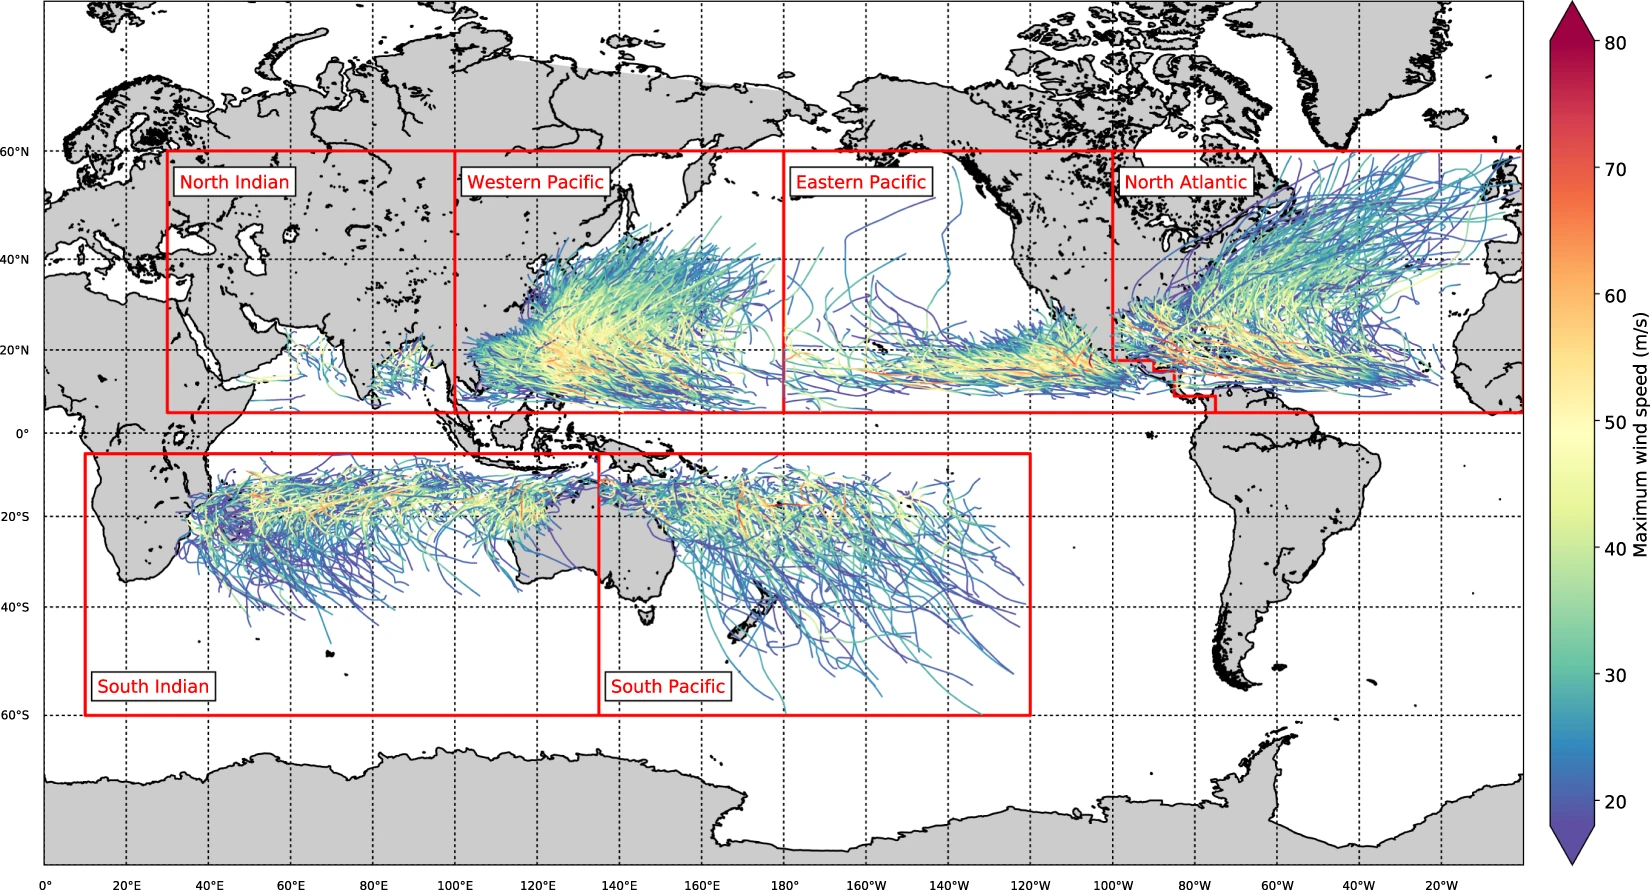 North Indian
Western Pacific
Eastern Pacific
North Atlantic
South Indian
South Pacific
60°N
40°N
20°N
0°
20°S
40°S
60°S
0°
20°E
40°E
60°E
80°E
100°E
120°E
140°E
160°E
180°
160°W
140°W
120°W
100°W
80°W
60°W
40°W
20°W
80
70
60
50
40
30
20
Maximum wind speed (m/s)